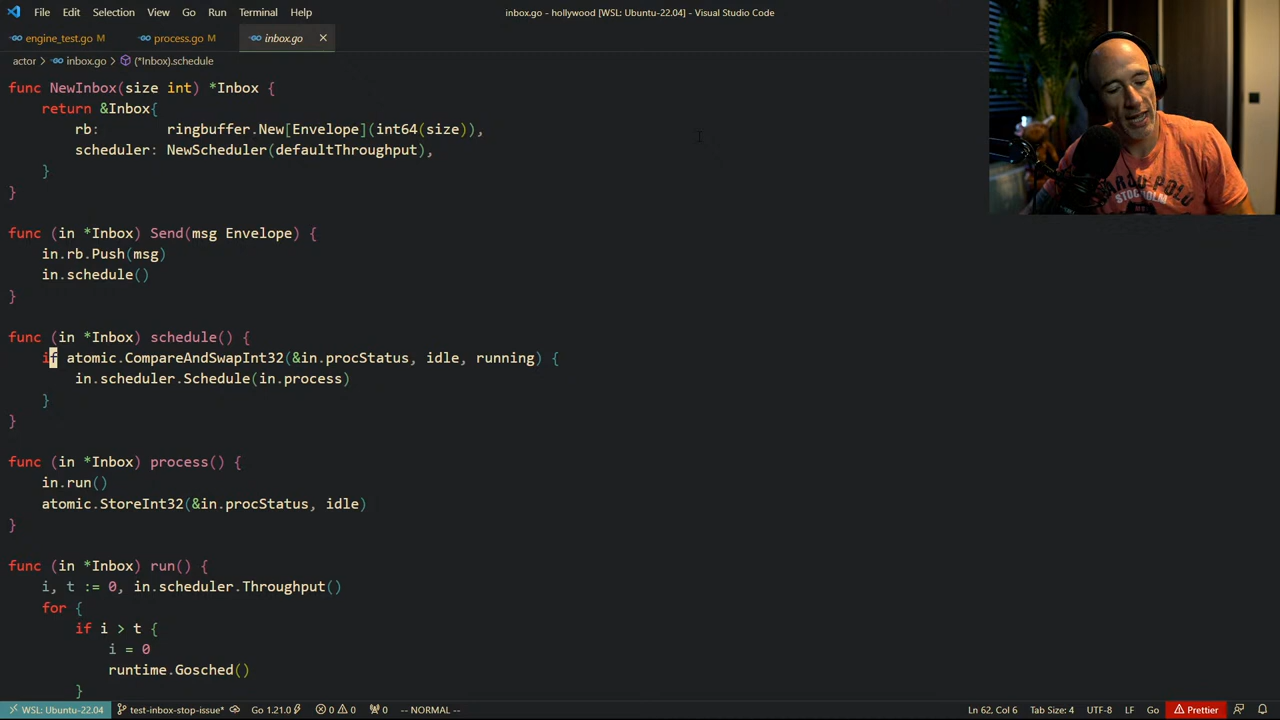 File Edit Selection View Go Run Terminal Help
inbox.go - hollywood [WSL: Ubuntu-22.04] - Visual Studio Code
engine_test.go M process.go M inbox.go
actor > inbox.go > (*Inbox).schedule
func NewInbox(size int) *Inbox {
return &Inbox{
rb: ringbuffer.New[Envelope](int64(size)),
scheduler: NewScheduler(defaultThroughput),
}
}
func (in *Inbox) Send(msg Envelope) {
in.rb.Push(msg)
in.schedule()
}
func (in *Inbox) schedule() {
if atomic.CompareAndSwapInt32(&in.procStatus, idle, running) {
in.scheduler.Schedule(in.process)
}
}
func (in *Inbox) process() {
in.run()
atomic.StoreInt32(&in.procStatus, idle)
}
func (in *Inbox) run() {
i, t := 0, in.scheduler.Throughput()
for {
if i > t {
i = 0
runtime.Gosched()
}
WSL: Ubuntu-22.04 test-inbox-stop-issue* Go 1.21.0 0 0 0 -- NORMAL -- Ln 62, Col 6 Tab Size: 4 UTF-8 LF Go Prettier
STOCKHOLM